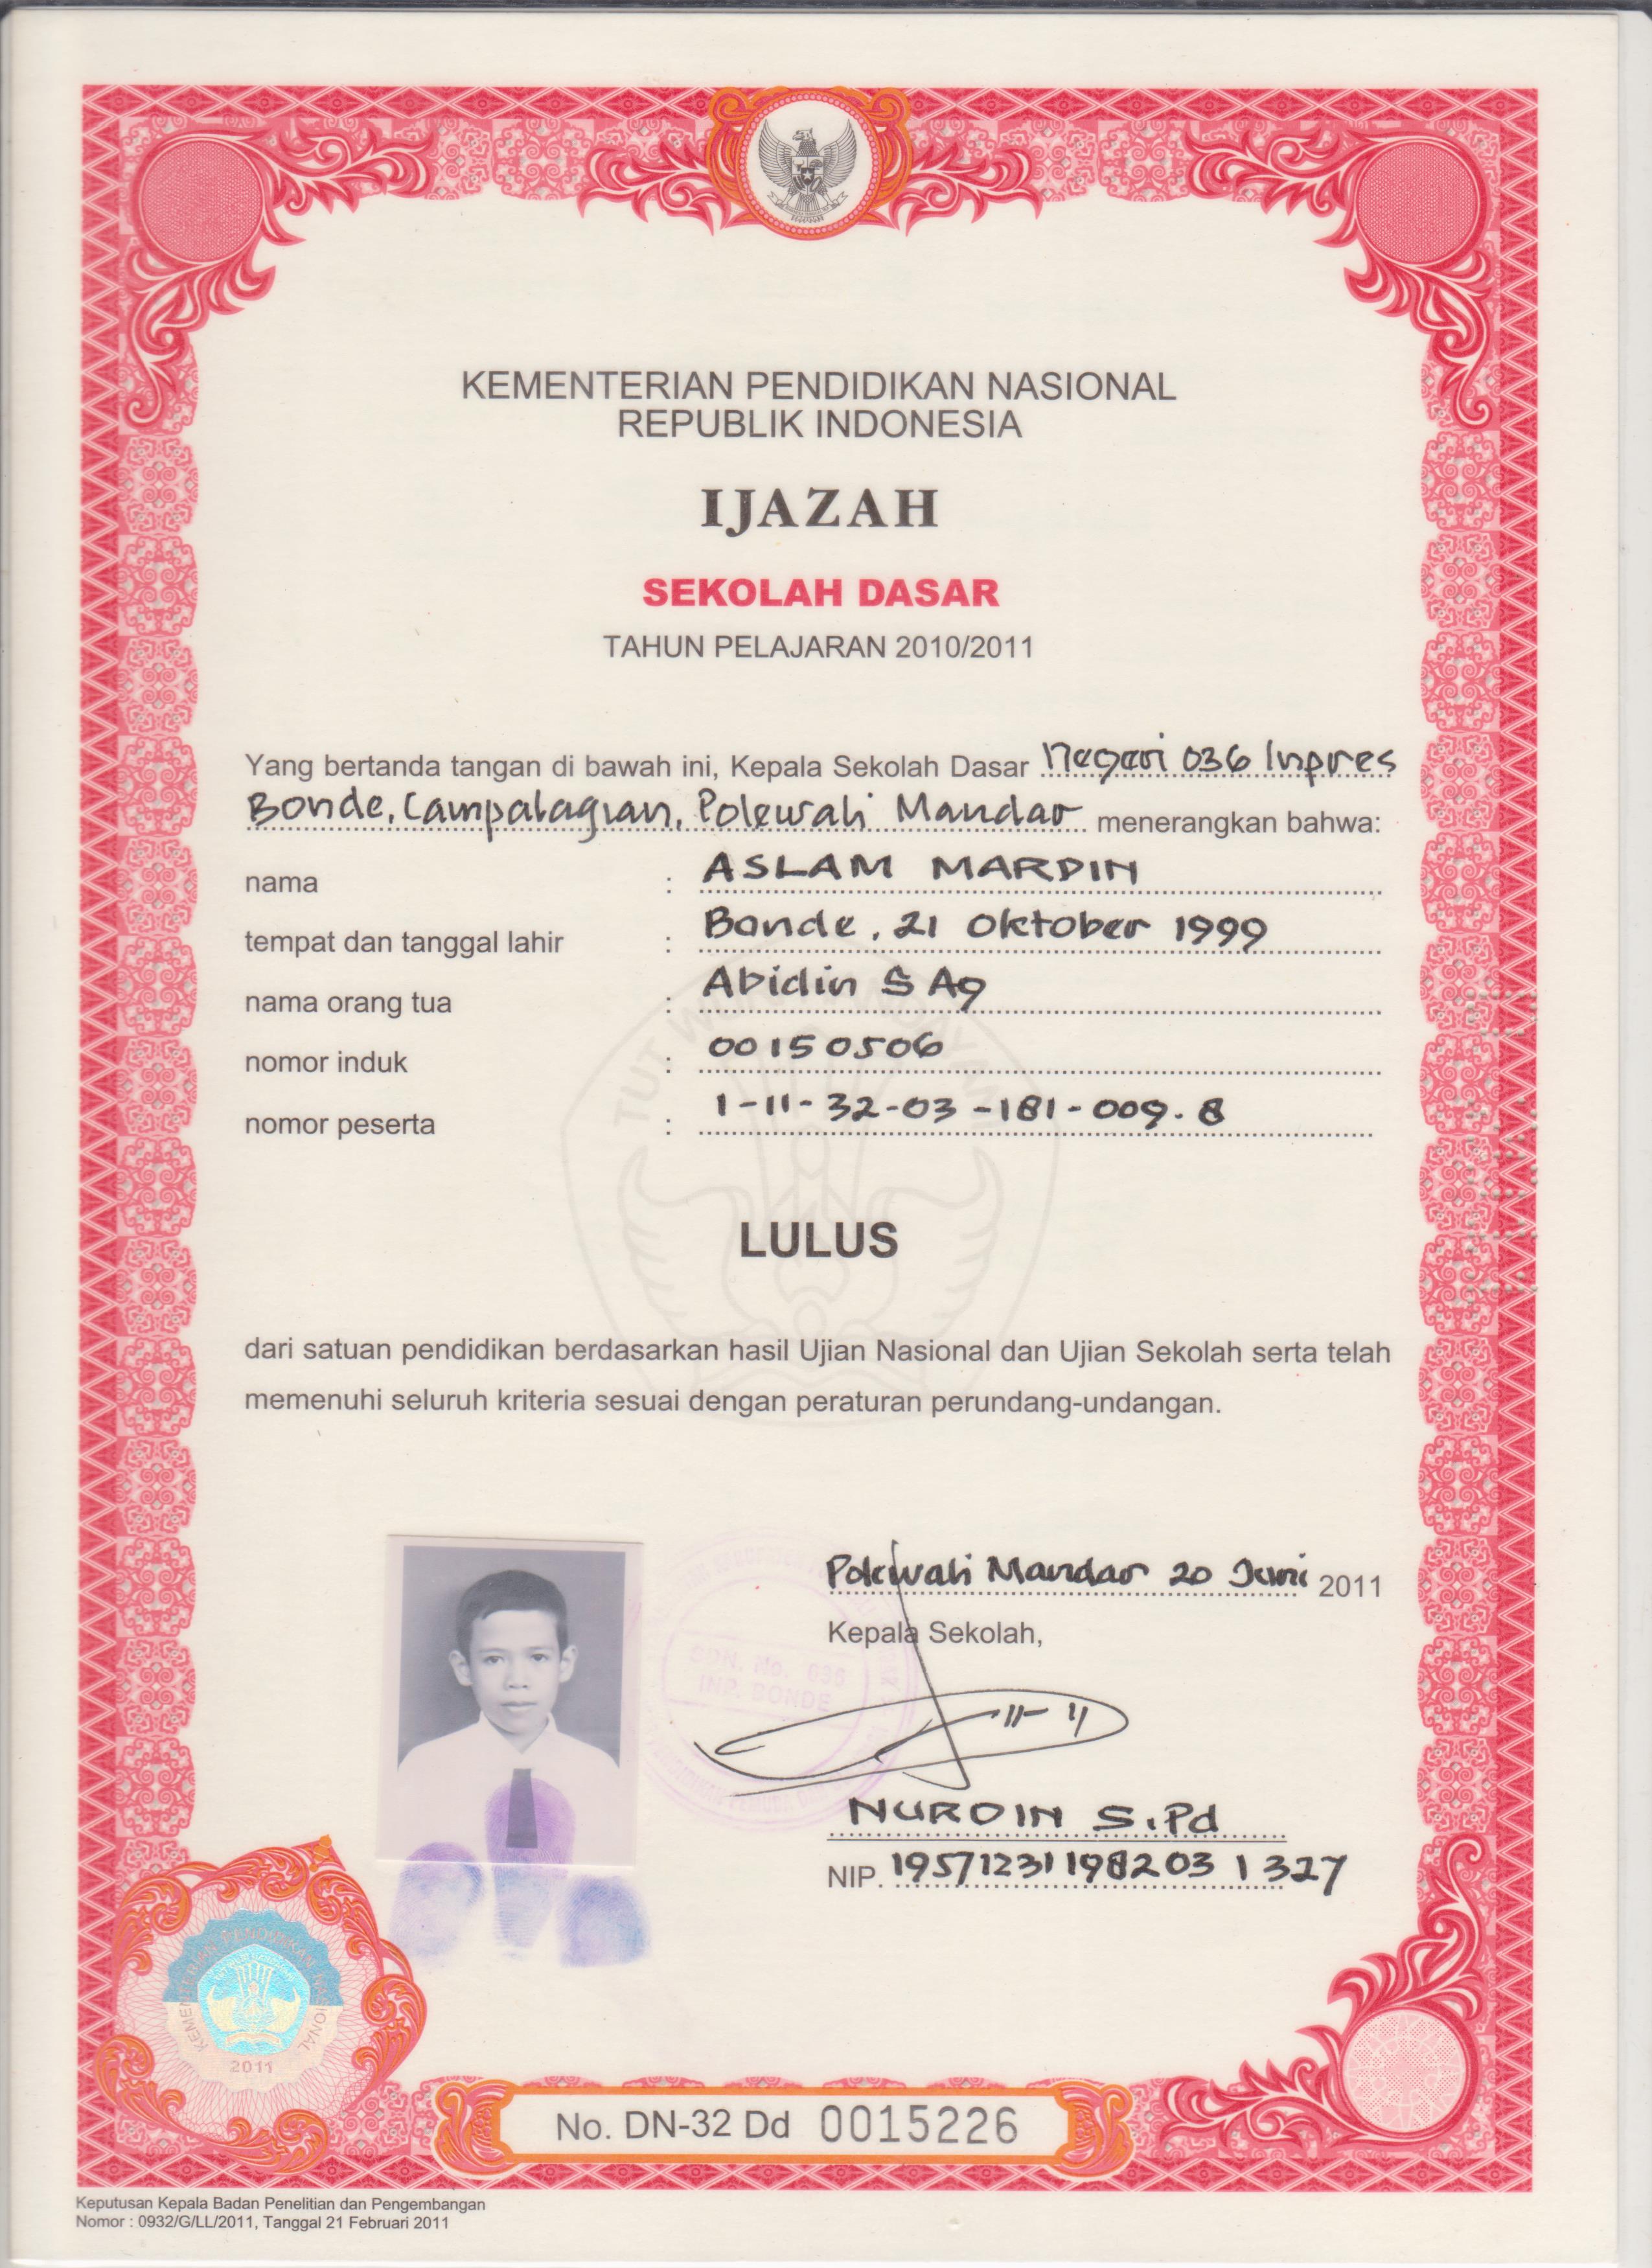 KEMENTERIAN PENDIDIKAN NASIONAL
REPUBLIK INDONESIA
IJAZAH
SEKOLAH DASAR
TAHUN PELAJARAN 2010/2011
Yang bertanda tangan di bawah ini, Kepala Sekolah Dasar Negeri 036 Inpres
Bonde, Campalagian, Polewali Mandar menerangkan bahwa:
nama : ASLAM MARDIN
tempat dan tanggal lahir : Bonde, 21 Oktober 1999
nama orang tua : Abidin S Ag
nomor induk : 00150506
nomor peserta : 1-11-32-03-181-009-8
LULUS
dari satuan pendidikan berdasarkan hasil Ujian Nasional dan Ujian Sekolah serta telah
memenuhi seluruh kriteria sesuai dengan peraturan perundang-undangan.
Polewali Mandar 20 Juni 2011
Kepala Sekolah,
SDN. No. 036
INP. BONDE
NURDIN S.Pd
NIP. 19571231 198203 1 327
KEMENTERIAN PENDIDIKAN NASIONAL
2011
No. DN-32 Dd 0015226
Keputusan Kepala Badan Penelitian dan Pengembangan
Nomor : 0932/G/LL/2011, Tanggal 21 Februari 2011